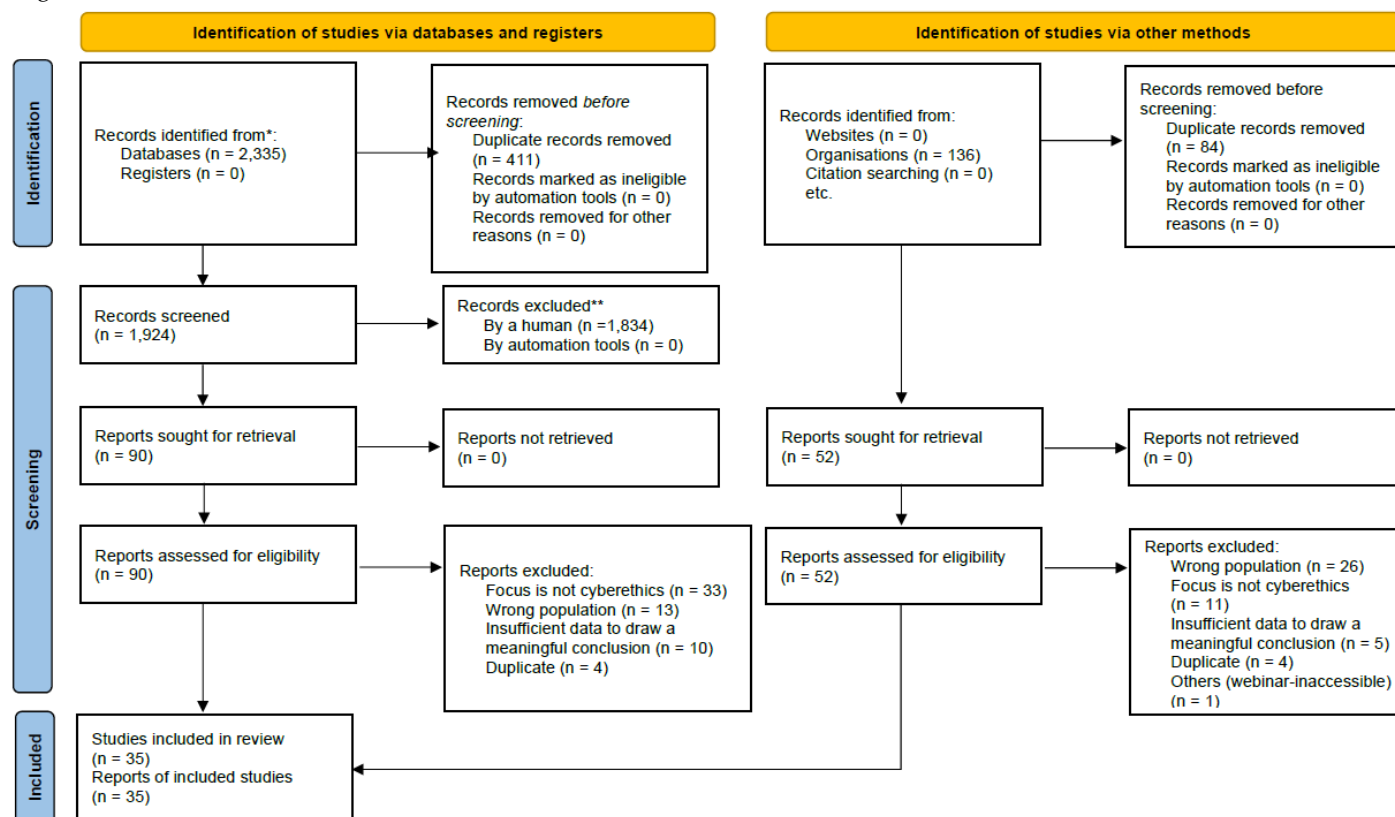 Identification of studies via databases and registers
Identification of studies via other methods
Identification
Records identified from*:
Databases (n = 2,335)
Registers (n = 0)
Records removed before
screening:
Duplicate records removed
(n = 411)
Records marked as ineligible
by automation tools (n = 0)
Records removed for other
reasons (n = 0)
Records identified from:
Websites (n = 0)
Organisations (n = 136)
Citation searching (n = 0)
etc.
Records removed before
screening:
Duplicate records removed
(n = 84)
Records marked as ineligible
by automation tools (n = 0)
Records removed for other
reasons (n = 0)
Screening
Records screened
(n = 1,924)
Records excluded**
By a human (n =1,834)
By automation tools (n = 0)
Reports sought for retrieval
(n = 90)
Reports not retrieved
(n = 0)
Reports sought for retrieval
(n = 52)
Reports not retrieved
(n = 0)
Reports assessed for eligibility
(n = 90)
Reports excluded:
Focus is not cyberethics (n = 33)
Wrong population (n = 13)
Insufficient data to draw a
meaningful conclusion (n = 10)
Duplicate (n = 4)
Reports assessed for eligibility
(n = 52)
Reports excluded:
Wrong population (n = 26)
Focus is not cyberethics
(n = 11)
Insufficient data to draw a
meaningful conclusion (n = 5)
Duplicate (n = 4)
Others (webinar-inaccessible)
(n = 1)
Included
Studies included in review
(n = 35)
Reports of included studies
(n = 35)